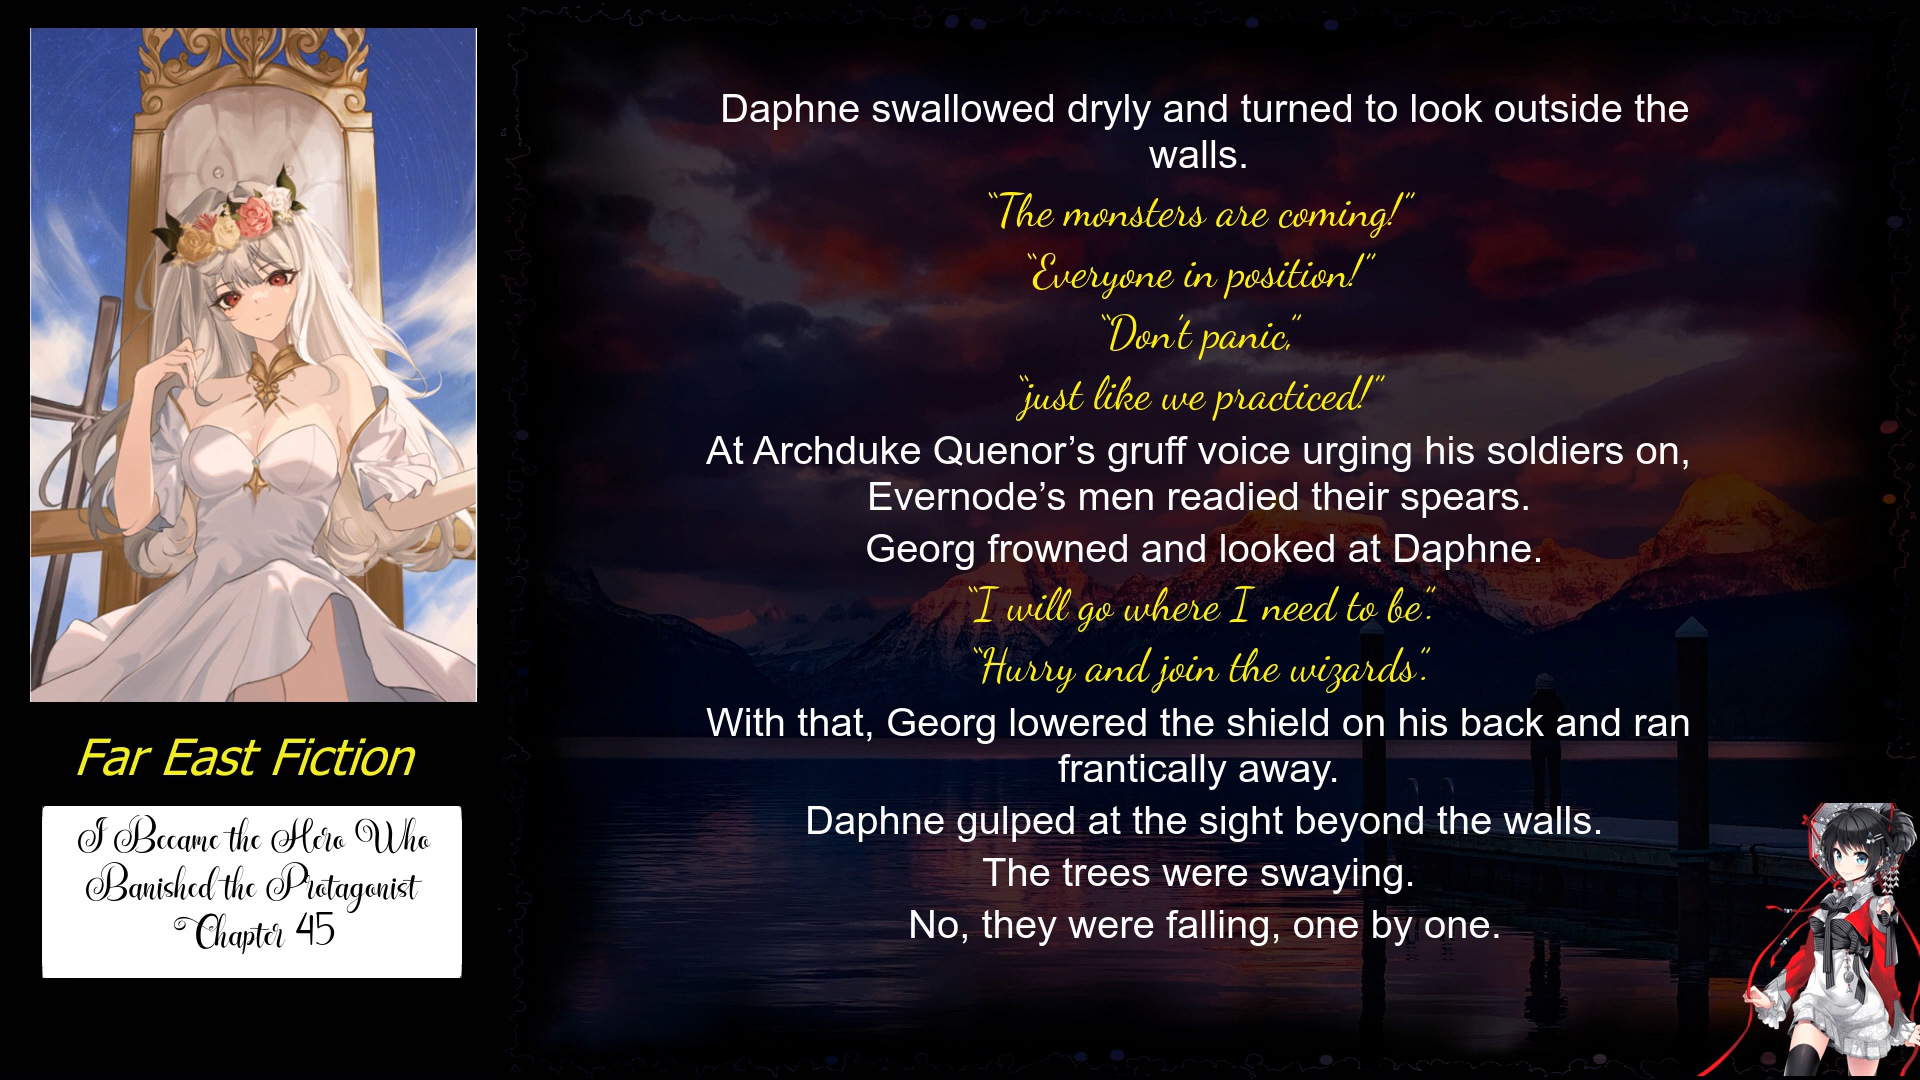 Daphne swallowed dryly and turned to look outside the
walls.
“The monsters are coming!”
“Everyone in position!”
“Don't panic,”
“just like we practiced!”
At Archduke Quenor’s gruff voice urging his soldiers on,
Evernode’s men readied their spears.
Georg frowned and looked at Daphne.
“I will go where I need to be”.
“Hurry and join the wizards”.
With that, Georg lowered the shield on his back and ran
frantically away.
Daphne gulped at the sight beyond the walls.
The trees were swaying.
No, they were falling, one by one.
Far East Fiction
I Became the Hero Who
Banished the Protagonist
Chapter 45